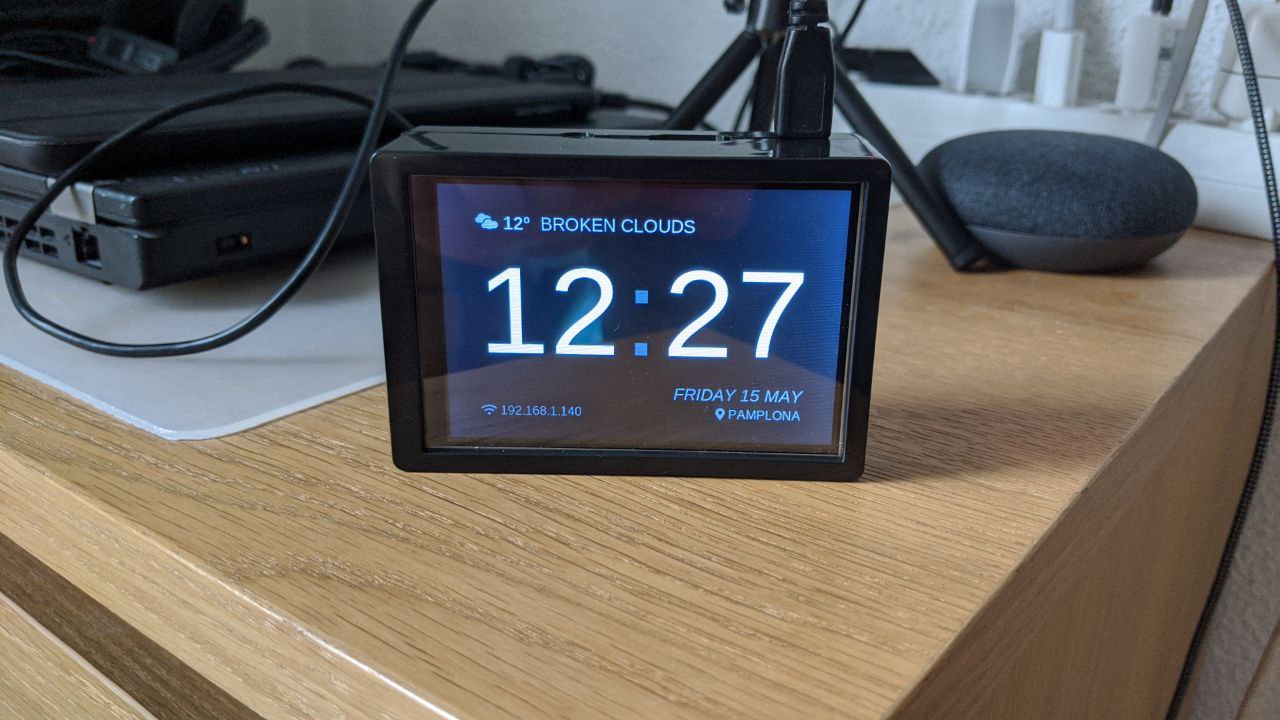 12° BROKEN CLOUDS
12:27
FRIDAY 15 MAY
192.168.1.140
PAMPLONA